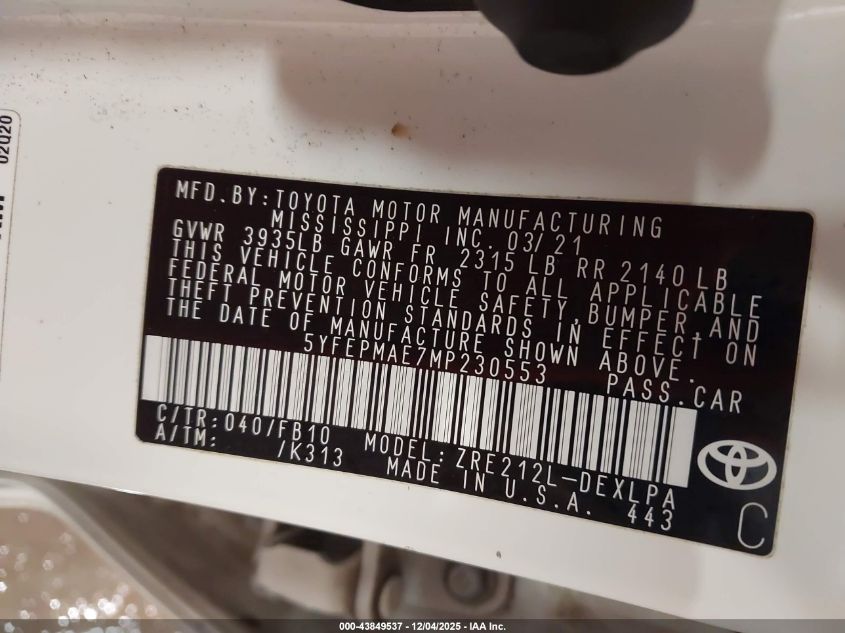 02Q20
MFD.BY:TOYOTA MOTOR MANUFACTURING
MISSISSIPPI INC. 03/21
GVWR 3935LB GAWR FR 2315 LB RR 2140 LB
THIS VEHICLE CONFORMS TO ALL APPLICABLE
FEDERAL MOTOR VEHICLE SAFETY,BUMPER,AND
THEFT PREVENTION STANDARDS IN EFFECT ON
THE DATE OF MANUFACTURE SHOWN ABOVE.
5YFEPMAE7MP230553 PASS.CAR
C/TR:040/FB10 MODEL:ZRE212L-DEXLPA
A/TM: /K313 MADE IN U.S.A. 443
C
000-43849537 - 12/04/2025 - IAA Inc.